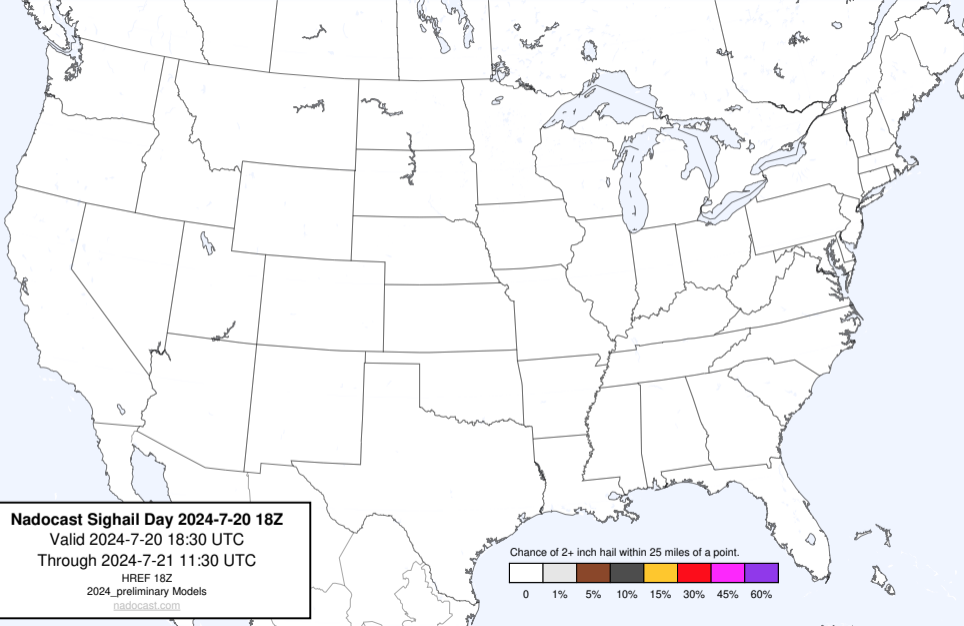 Nadocast Sighail Day 2024-7-20 18Z
Valid 2024-7-20 18:30 UTC
Through 2024-7-21 11:30 UTC
HREF 18Z
2024_preliminary Models
nadocast.com
Chance of 2+ inch hail within 25 miles of a point.
0 1% 5% 10% 15% 30% 45% 60%